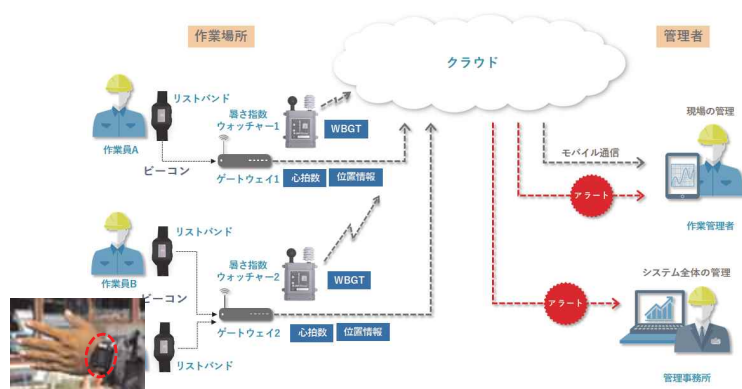 作業場所
管理者
クラウド
リストバンド
暑さ指数
ウォッチャー1
WBGT
作業員A
ビーコン
ゲートウェイ1
心拍数
位置情報
モバイル通信
現場の管理
アラート
作業管理者
リストバンド
暑さ指数
ウォッチャー2
WBGT
作業員B
ビーコン
ゲートウェイ2
心拍数
位置情報
リストバンド
システム全体の管理
アラート
管理事務所